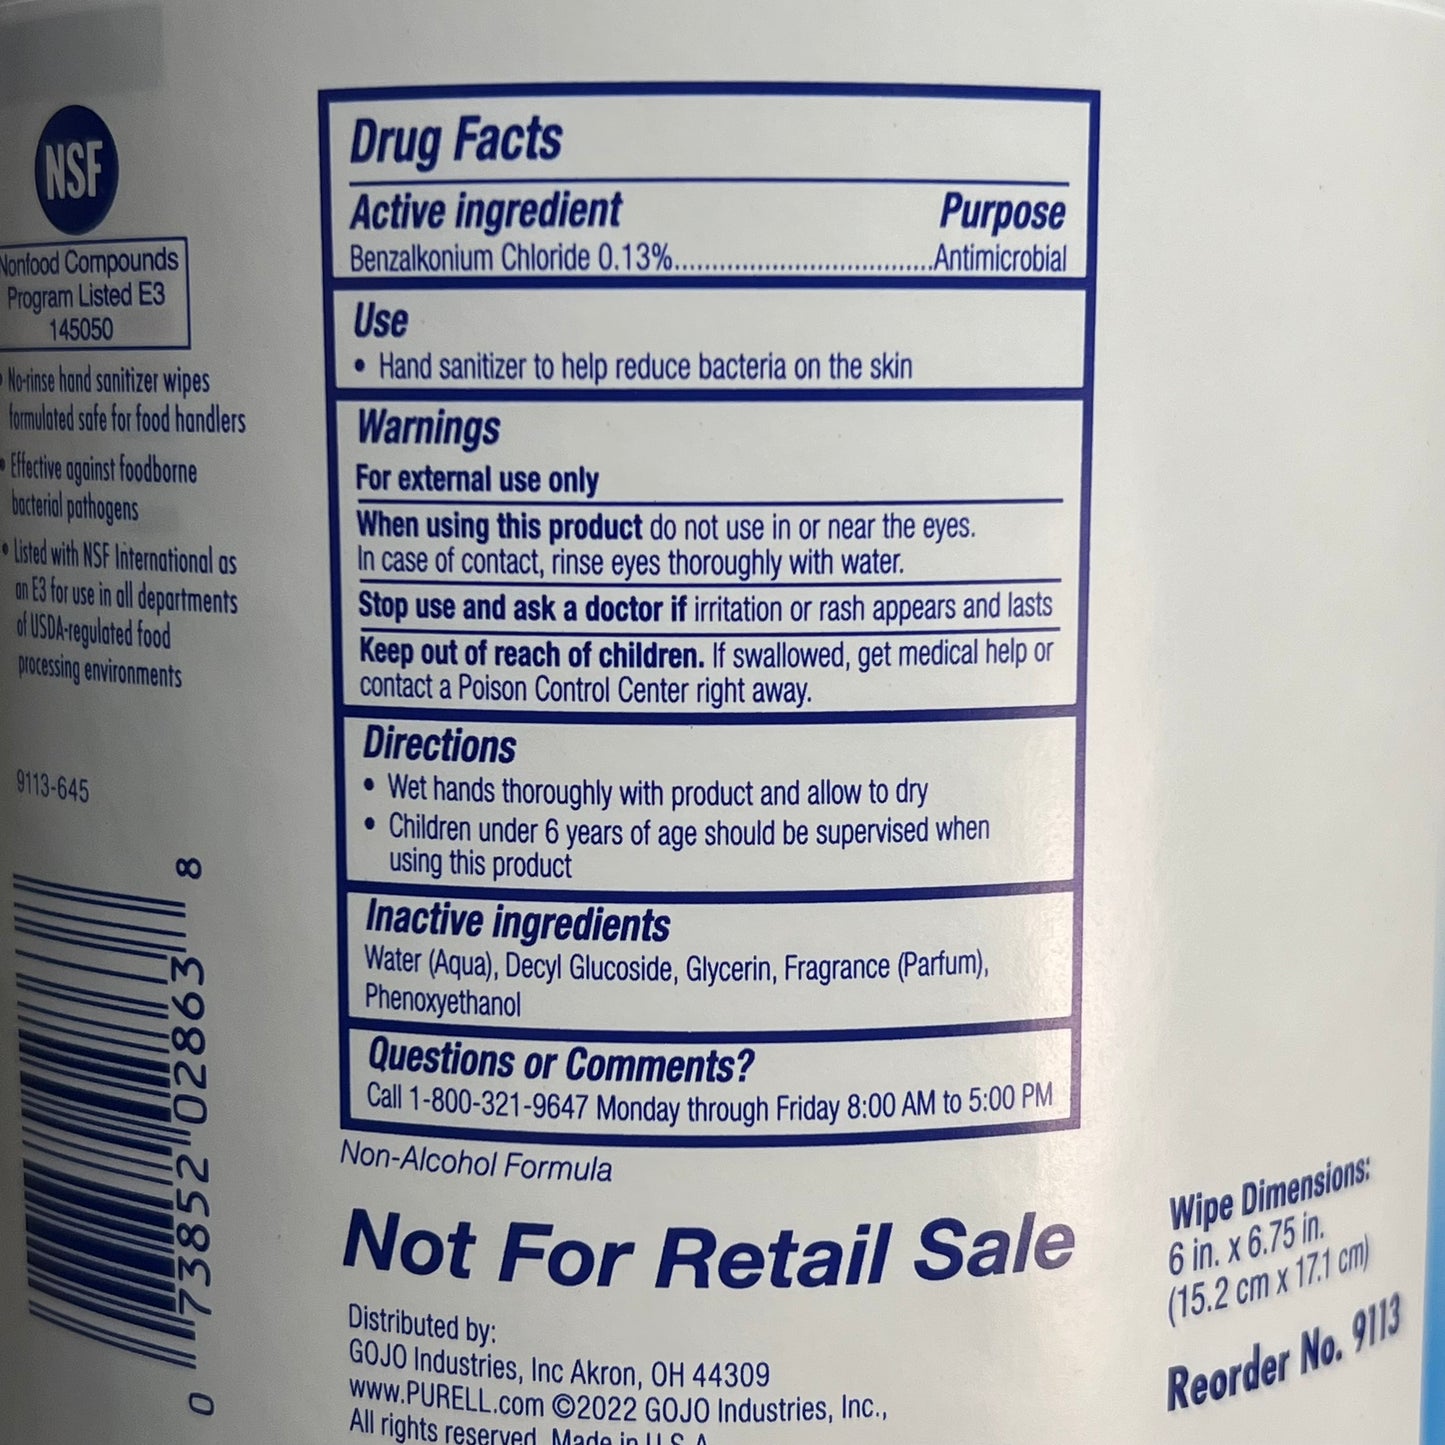 NSF
Nonfood Compounds
Program Listed E3
145050
• No-rinse hand sanitizer wipes
formulated safe for food handlers
• Effective against foodborne
bacterial pathogens
• Listed with NSF International as
an E3 for use in all departments
of USDA-regulated food
processing environments
9113-645
0 73852 02863 8
Drug Facts
Active ingredient Purpose
Benzalkonium Chloride 0.13%..................................Antimicrobial
Use
• Hand sanitizer to help reduce bacteria on the skin
Warnings
For external use only
When using this product do not use in or near the eyes.
In case of contact, rinse eyes thoroughly with water.
Stop use and ask a doctor if irritation or rash appears and lasts
Keep out of reach of children. If swallowed, get medical help or
contact a Poison Control Center right away.
Directions
• Wet hands thoroughly with product and allow to dry
• Children under 6 years of age should be supervised when
using this product
Inactive ingredients
Water (Aqua), Decyl Glucoside, Glycerin, Fragrance (Parfum),
Phenoxyethanol
Questions or Comments?
Call 1-800-321-9647 Monday through Friday 8:00 AM to 5:00 PM
Non-Alcohol Formula
Not For Retail Sale
Distributed by:
GOJO Industries, Inc Akron, OH 44309
www.PURELL.com ©2022 GOJO Industries, Inc.,
All rights reserved. Made in U.S.A.
Wipe Dimensions:
6 in. x 6.75 in.
(15.2 cm x 17.1 cm)
Reorder No. 9113